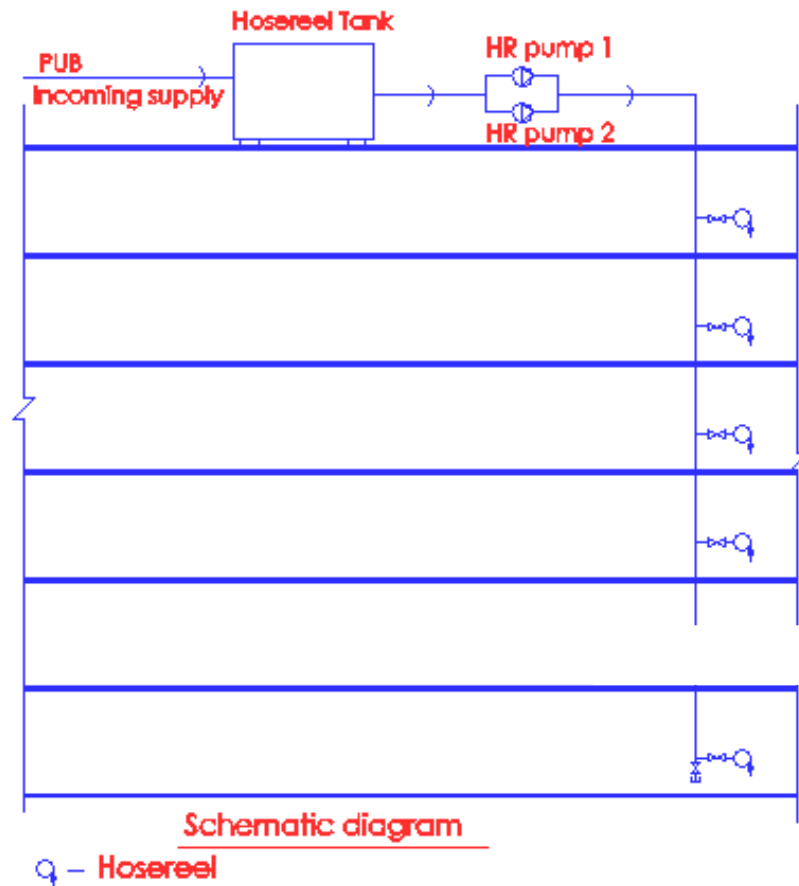 Hosereel Tank
PUB
Incoming supply
HR pump 1
HR pump 2
Schematic diagram
– Hosereel